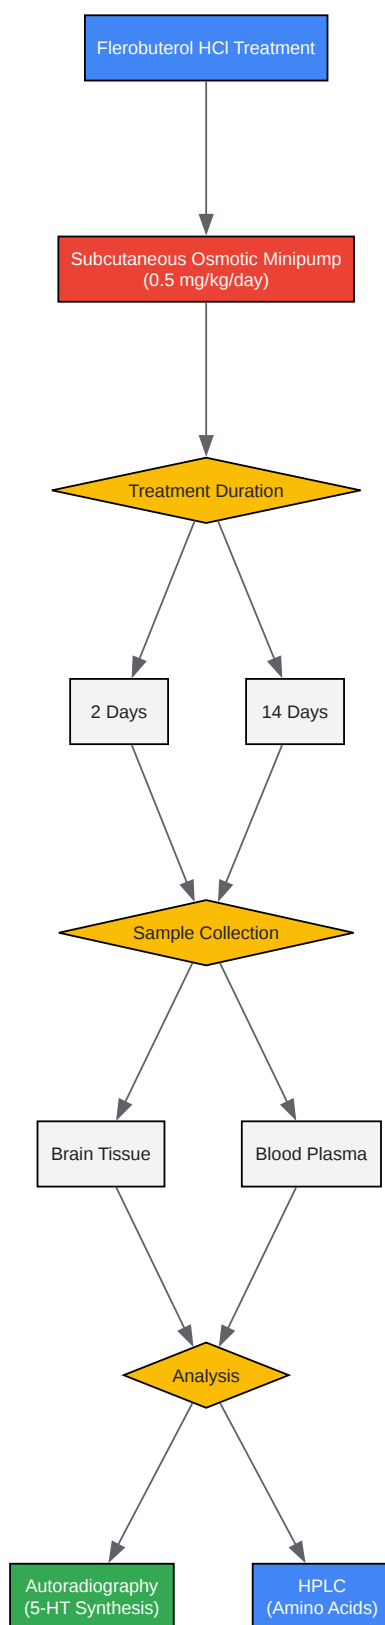 Flerobuterol HCl Treatment
Subcutaneous Osmotic Minipump
(0.5 mg/kg/day)
Treatment Duration
2 Days
14 Days
Sample Collection
Brain Tissue
Blood Plasma
Analysis
Autoradiography
(5-HT Synthesis)
HPLC
(Amino Acids)